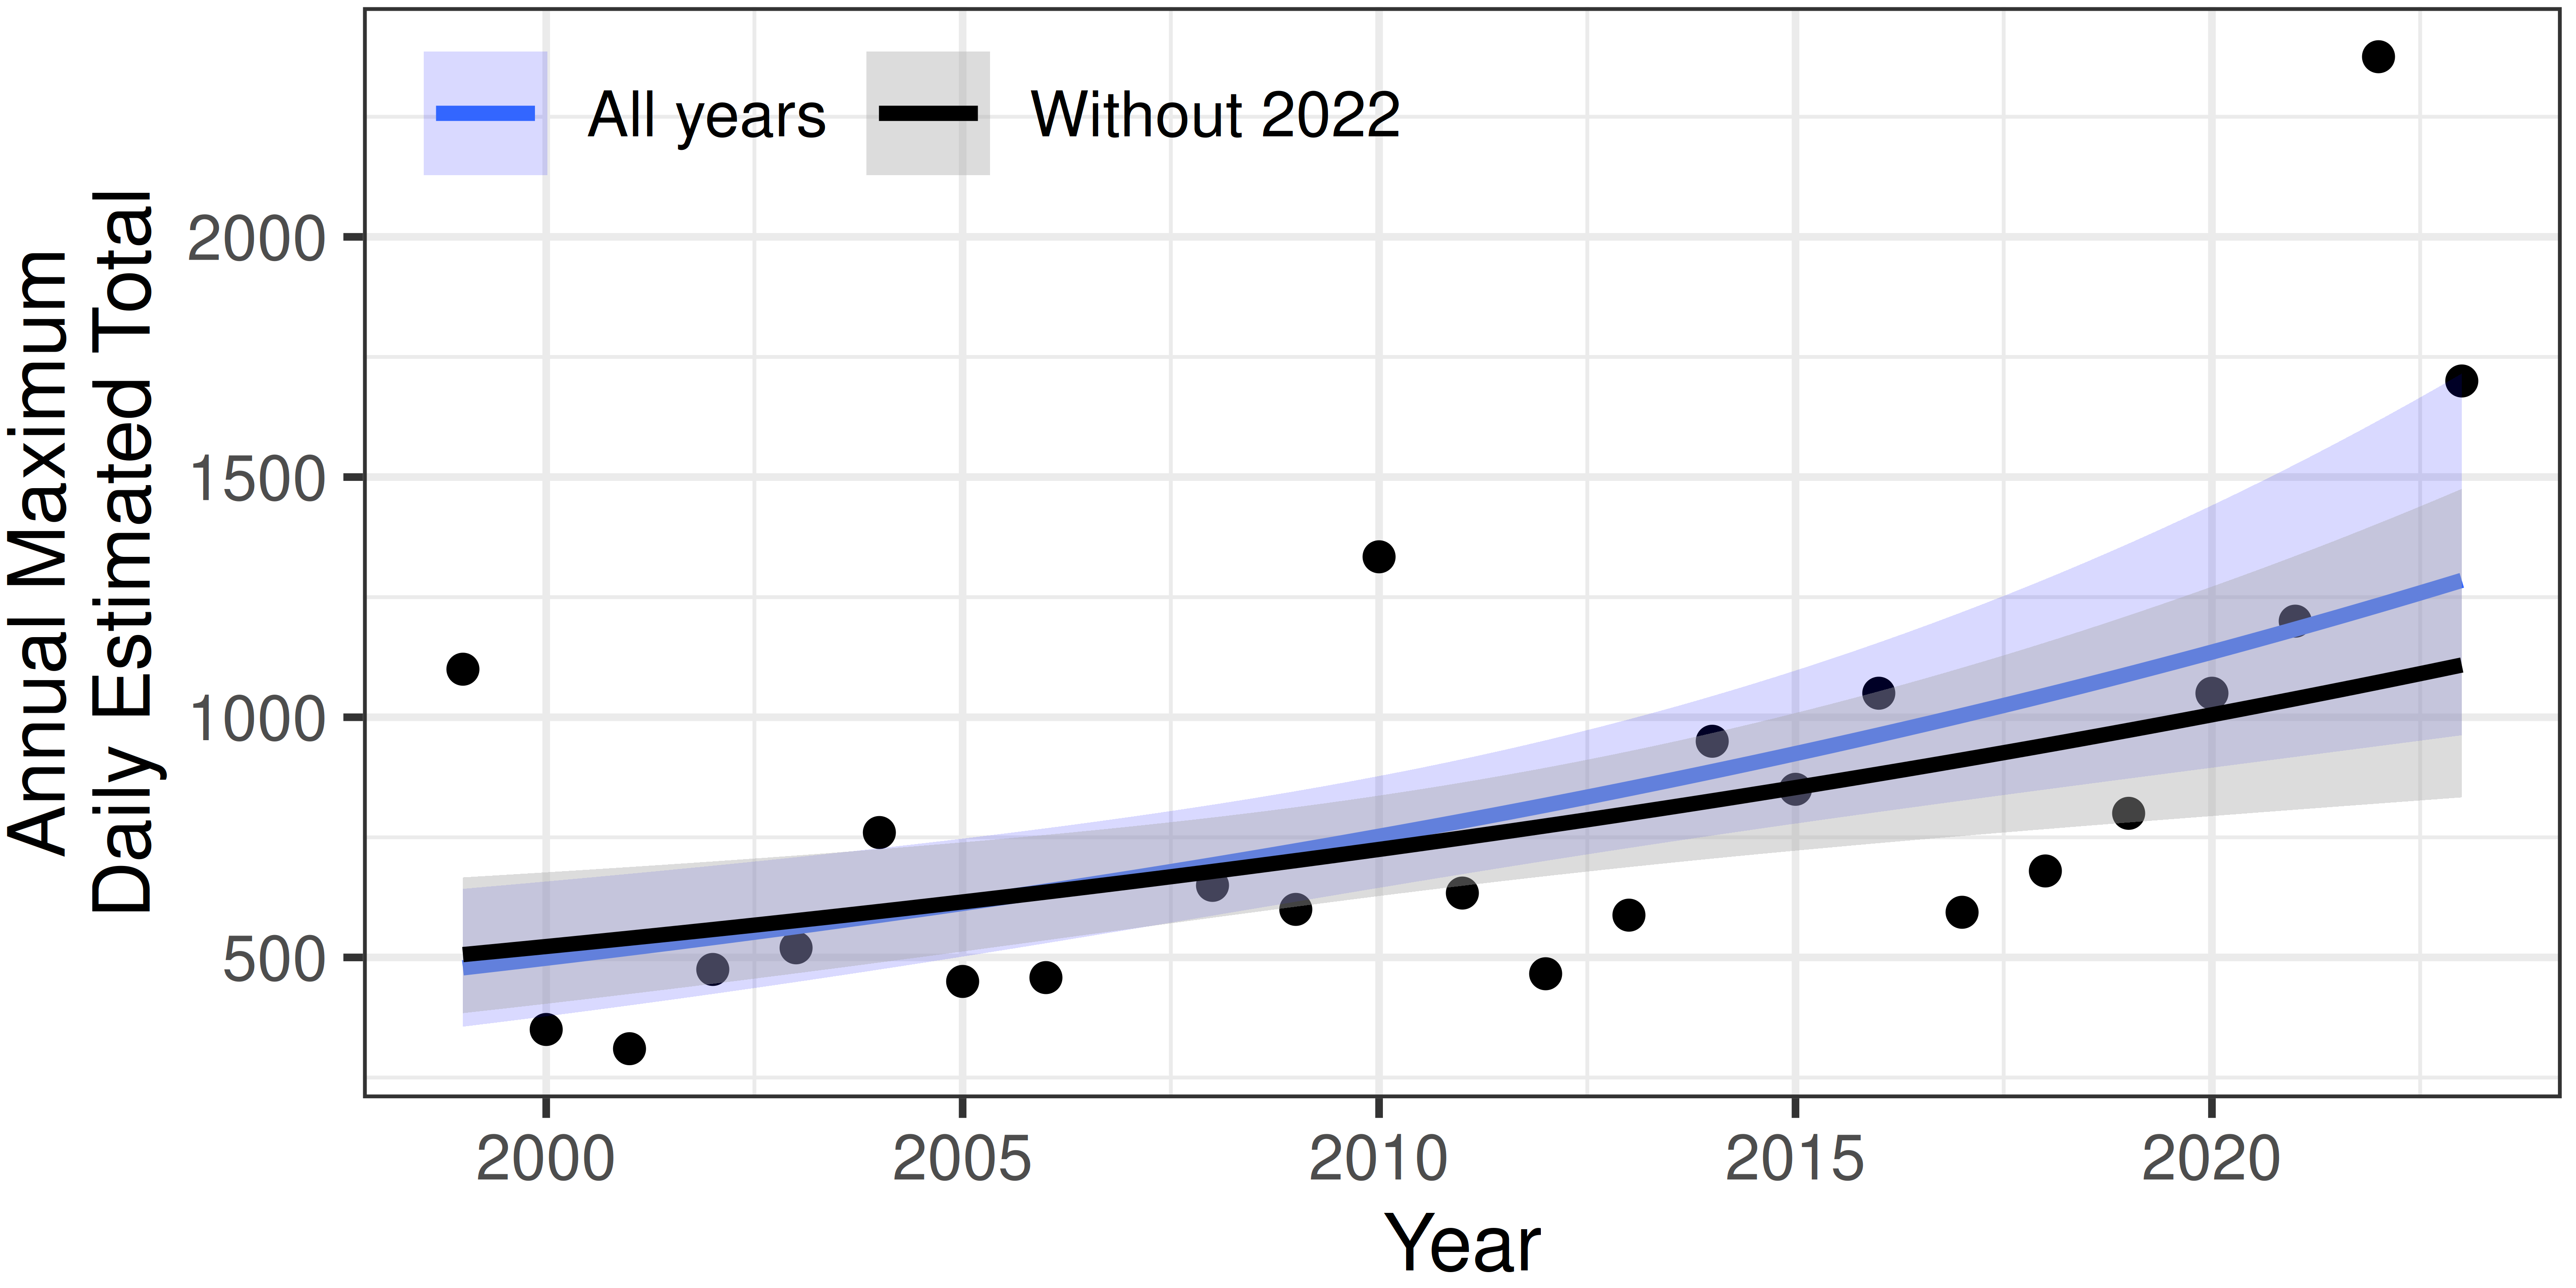 All years
Without 2022
Annual Maximum
Daily Estimated Total
2000
1500
1000
500
2000
2005
2010
2015
2020
Year